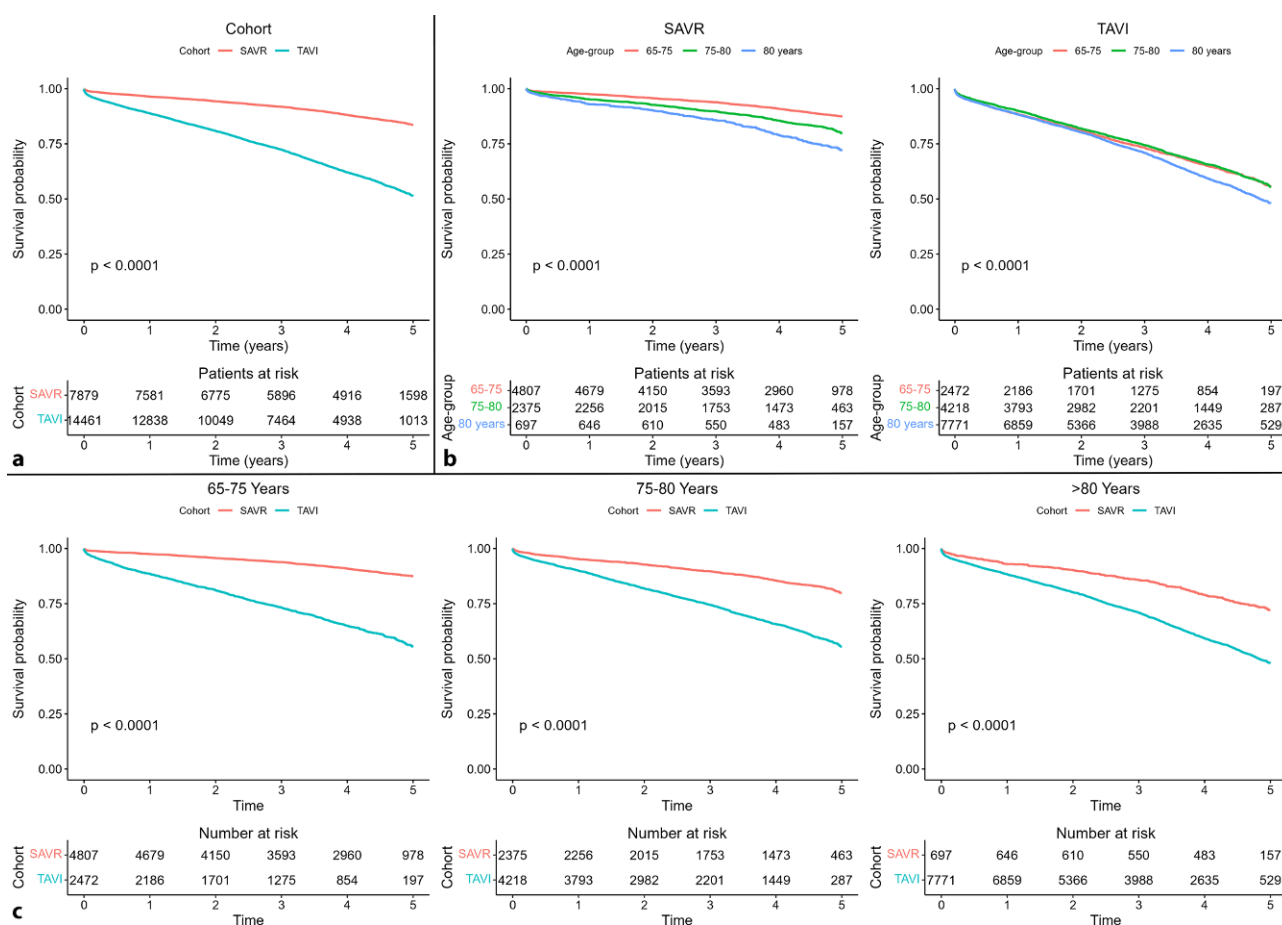 Cohort
Cohort SAVR TAVI
1.00
0.75
0.50
0.25
0.00
Survival probability
p < 0.0001
0 1 2 3 4 5
Time (years)
Patients at risk
Cohort
SAVR 7879 7581 6775 5896 4916 1598
TAVI 14461 12838 10049 7464 4938 1013
0 1 2 3 4 5
Time (years)
a
SAVR
Age-group 65-75 75-80 80 years
1.00
0.75
0.50
0.25
0.00
Survival probability
p < 0.0001
0 1 2 3 4 5
Time (years)
Patients at risk
Age-group
65-75 4807 4679 4150 3593 2960 978
75-80 2375 2256 2015 1753 1473 463
80 years 697 646 610 550 483 157
0 1 2 3 4 5
Time (years)
b
TAVI
Age-group 65-75 75-80 80 years
1.00
0.75
0.50
0.25
0.00
Survival probability
p < 0.0001
0 1 2 3 4 5
Time (years)
Patients at risk
Age-group
65-75 2472 2186 1701 1275 854 197
75-80 4218 3793 2982 2201 1449 287
80 years 7771 6859 5366 3988 2635 529
0 1 2 3 4 5
Time (years)
65-75 Years
Cohort SAVR TAVI
1.00
0.75
0.50
0.25
0.00
Survival probability
p < 0.0001
0 1 2 3 4 5
Time
Number at risk
Cohort
SAVR 4807 4679 4150 3593 2960 978
TAVI 2472 2186 1701 1275 854 197
0 1 2 3 4 5
Time
c
75-80 Years
Cohort SAVR TAVI
1.00
0.75
0.50
0.25
0.00
Survival probability
p < 0.0001
0 1 2 3 4 5
Time
Number at risk
Cohort
SAVR 2375 2256 2015 1753 1473 463
TAVI 4218 3793 2982 2201 1449 287
0 1 2 3 4 5
Time
>80 Years
Cohort SAVR TAVI
1.00
0.75
0.50
0.25
0.00
Survival probability
p < 0.0001
0 1 2 3 4 5
Time
Number at risk
Cohort
SAVR 697 646 610 550 483 157
TAVI 7771 6859 5366 3988 2635 529
0 1 2 3 4 5
Time